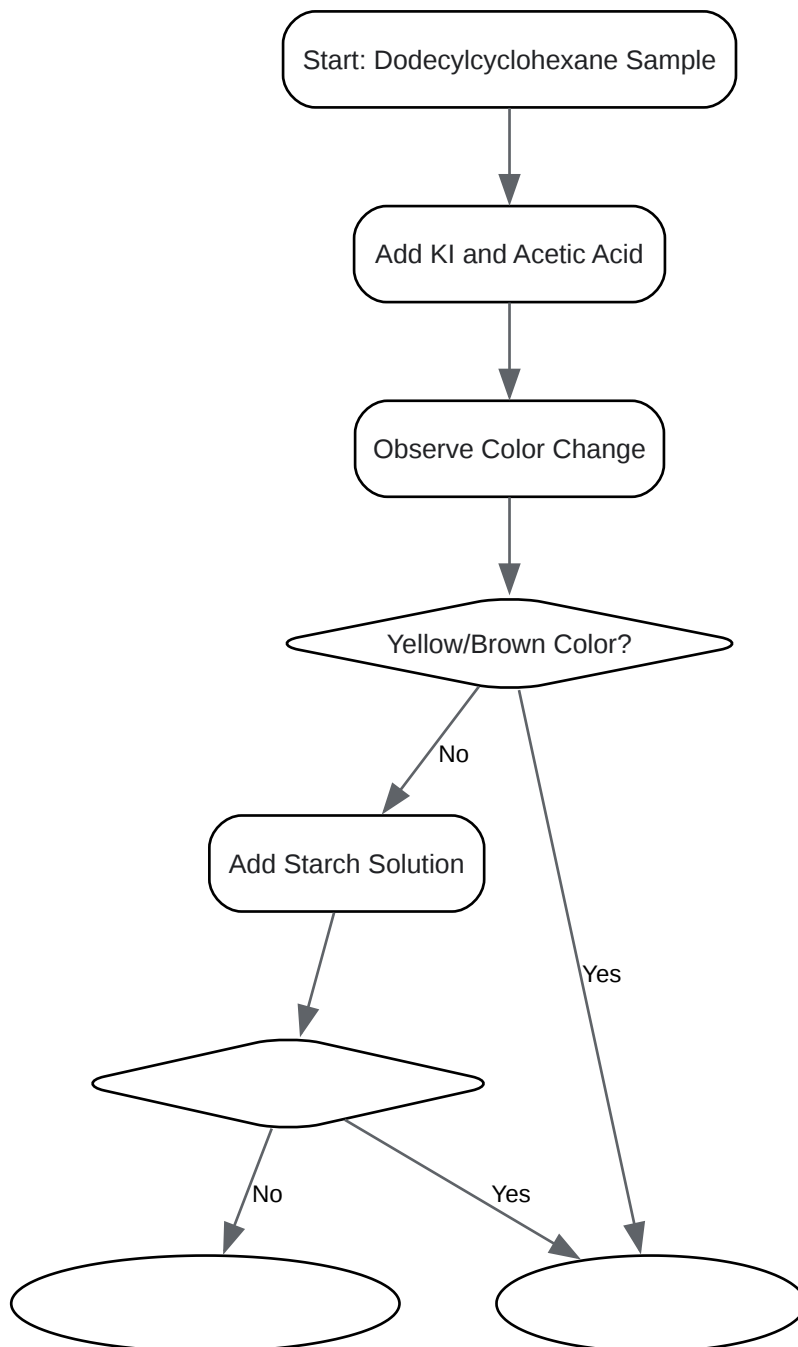 Start: Dodecylcyclohexane Sample
Add KI and Acetic Acid
Observe Color Change
Yellow/Brown Color?
No
Add Starch Solution
Yes
No
Yes